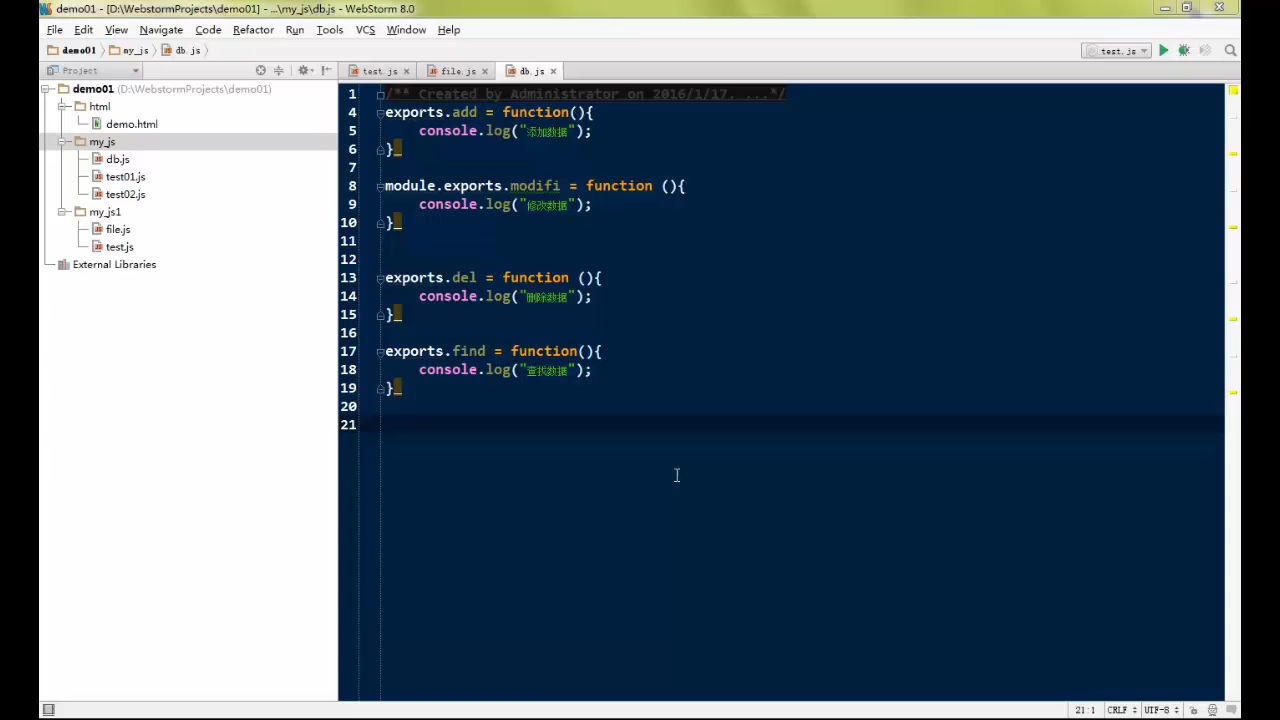 demo01 - [D:\WebstormProjects\demo01] - ...\my_js\db.js - WebStorm 8.0
File Edit View Navigate Code Refactor Run Tools VCS Window Help
demo01 my_js db.js test.js
Project test.js file.js db.js
demo01 (D:\WebstormProjects\demo01)
html
demo.html
my_js
db.js
test01.js
test02.js
my_js1
file.js
test.js
External Libraries
1 /** Created by Administrator on 2016/1/17. ...*/
4 exports.add = function(){
5 console.log("添加数据");
6 }
7
8 module.exports.modifi = function (){
9 console.log("修改数据");
10 }
11
12
13 exports.del = function (){
14 console.log("删除数据");
15 }
16
17 exports.find = function(){
18 console.log("查找数据");
19 }
20
21
21:1 CRLF UTF-8